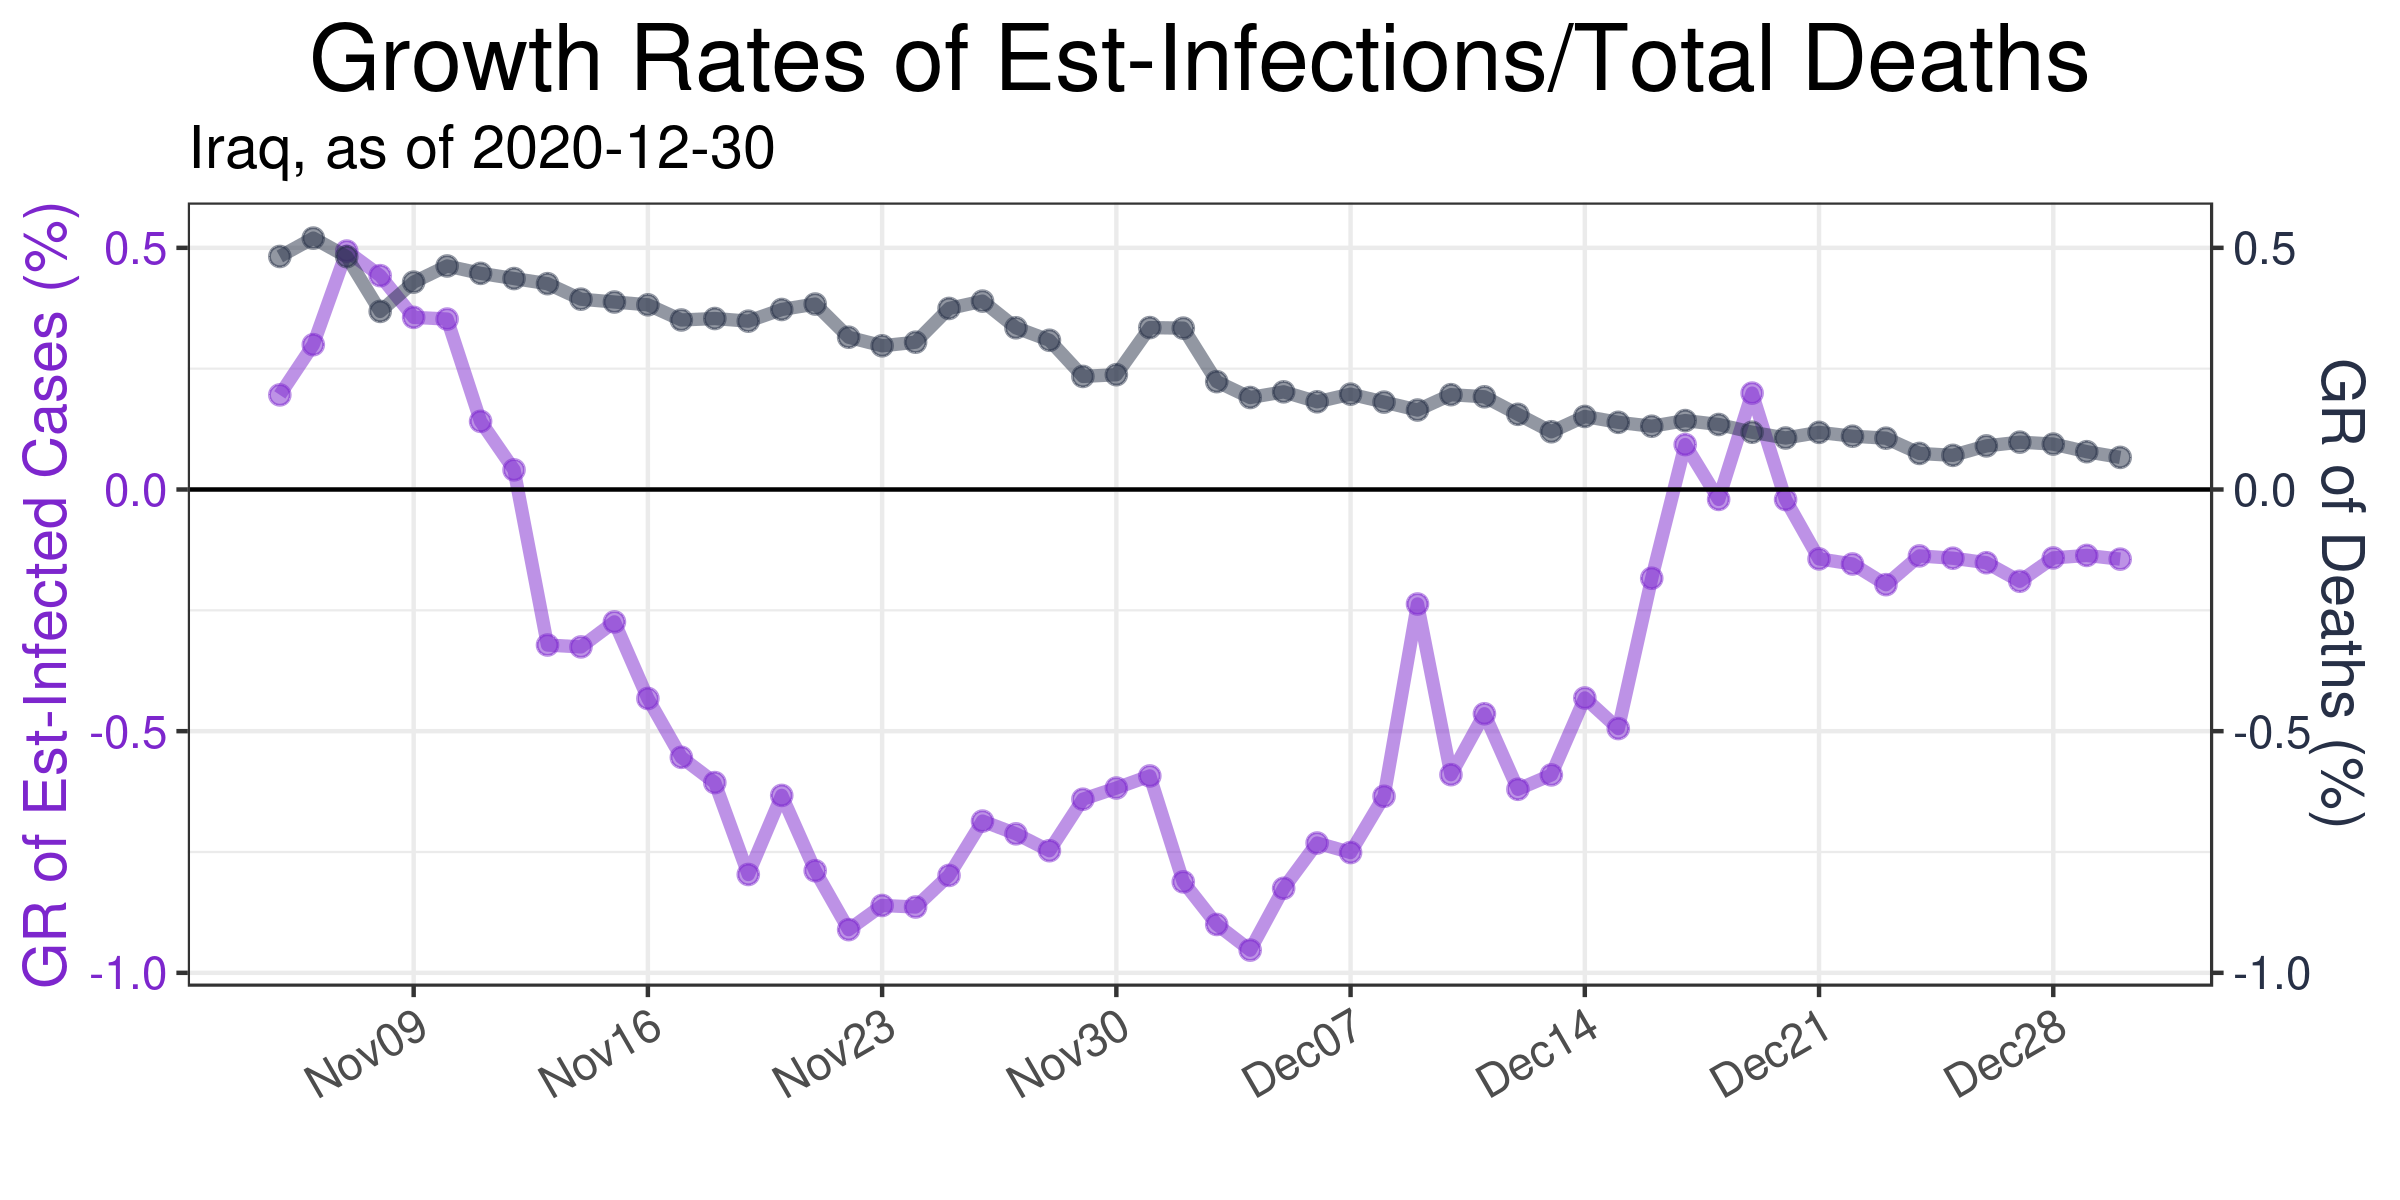 Growth Rates of Est-Infections/Total Deaths
Iraq, as of 2020-12-30
GR of Est-Infected Cases (%)
0.5
0.0
-0.5
-1.0
0.5
0.0
-0.5
-1.0
GR of Deaths (%)
Nov09
Nov16
Nov23
Nov30
Dec07
Dec14
Dec21
Dec28